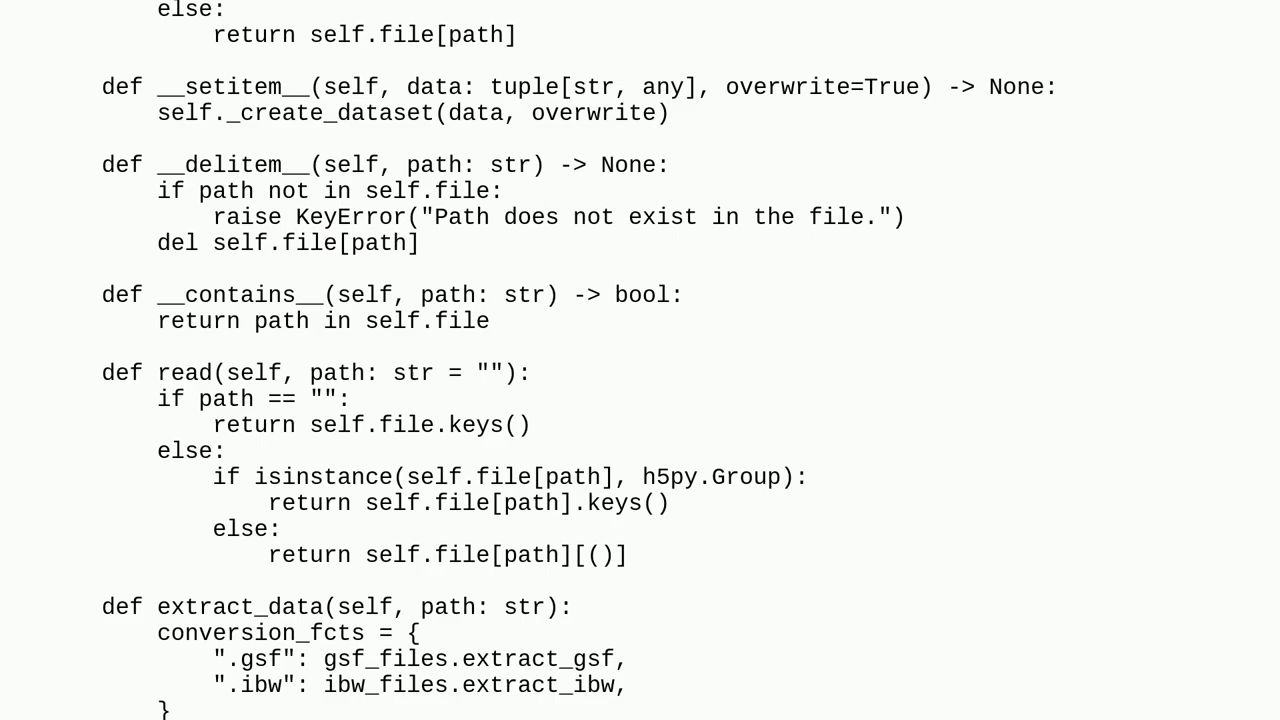 else:
            return self.file[path]

    def __setitem__(self, data: tuple[str, any], overwrite=True) -> None:
        self._create_dataset(data, overwrite)

    def __delitem__(self, path: str) -> None:
        if path not in self.file:
            raise KeyError("Path does not exist in the file.")
        del self.file[path]

    def __contains__(self, path: str) -> bool:
        return path in self.file

    def read(self, path: str = ""):
        if path == "":
            return self.file.keys()
        else:
            if isinstance(self.file[path], h5py.Group):
                return self.file[path].keys()
            else:
                return self.file[path][()]

    def extract_data(self, path: str):
        conversion_fcts = {
            ".gsf": gsf_files.extract_gsf,
            ".ibw": ibw_files.extract_ibw,
        }